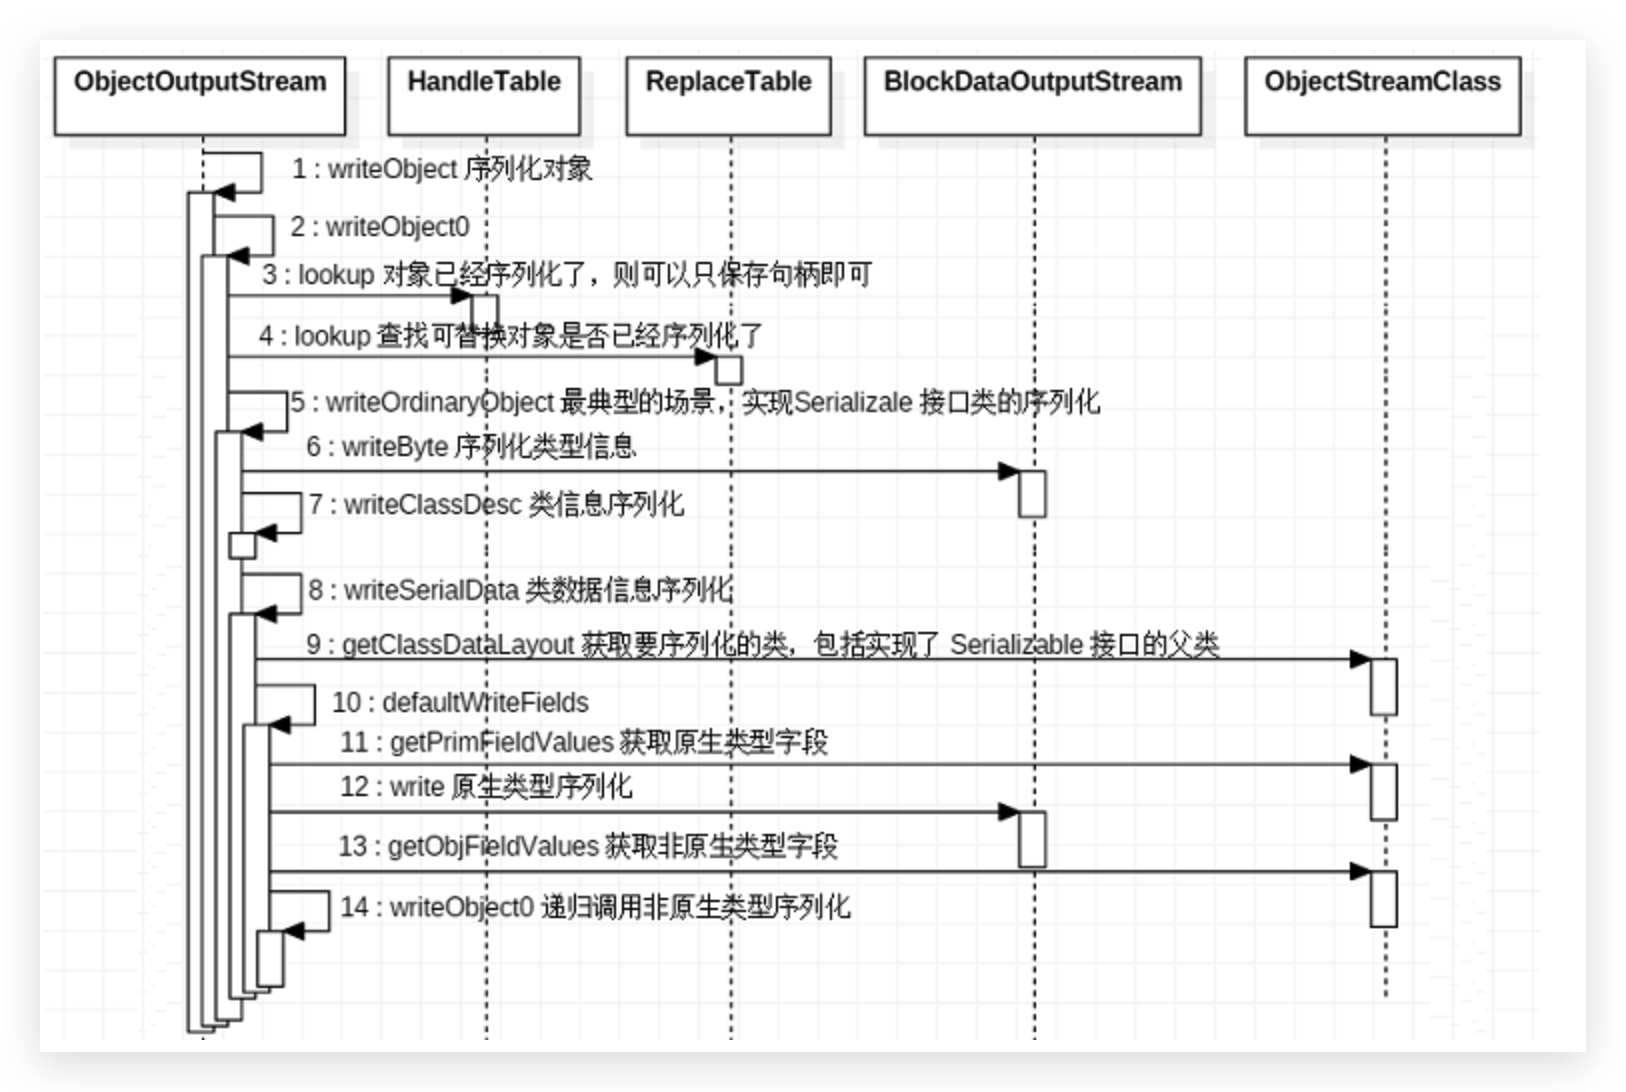 ObjectOutputStream
HandleTable
ReplaceTable
BlockDataOutputStream
ObjectStreamClass
1 : writeObject 序列化对象
2 : writeObject0
3 : lookup 对象已经序列化了，则可以只保存句柄即可
4 : lookup 查找可替换对象是否已经序列化了
5 : writeOrdinaryObject 最典型的场景，实现Serializale 接口类的序列化
6 : writeByte 序列化类型信息
7 : writeClassDesc 类信息序列化
8 : writeSerialData 类数据信息序列化
9 : getClassDataLayout 获取要序列化的类，包括实现了 Serializable 接口的父类
10 : defaultWriteFields
11 : getPrimFieldValues 获取原生类型字段
12 : write 原生类型序列化
13 : getObjFieldValues 获取非原生类型字段
14 : writeObject0 递归调用非原生类型序列化